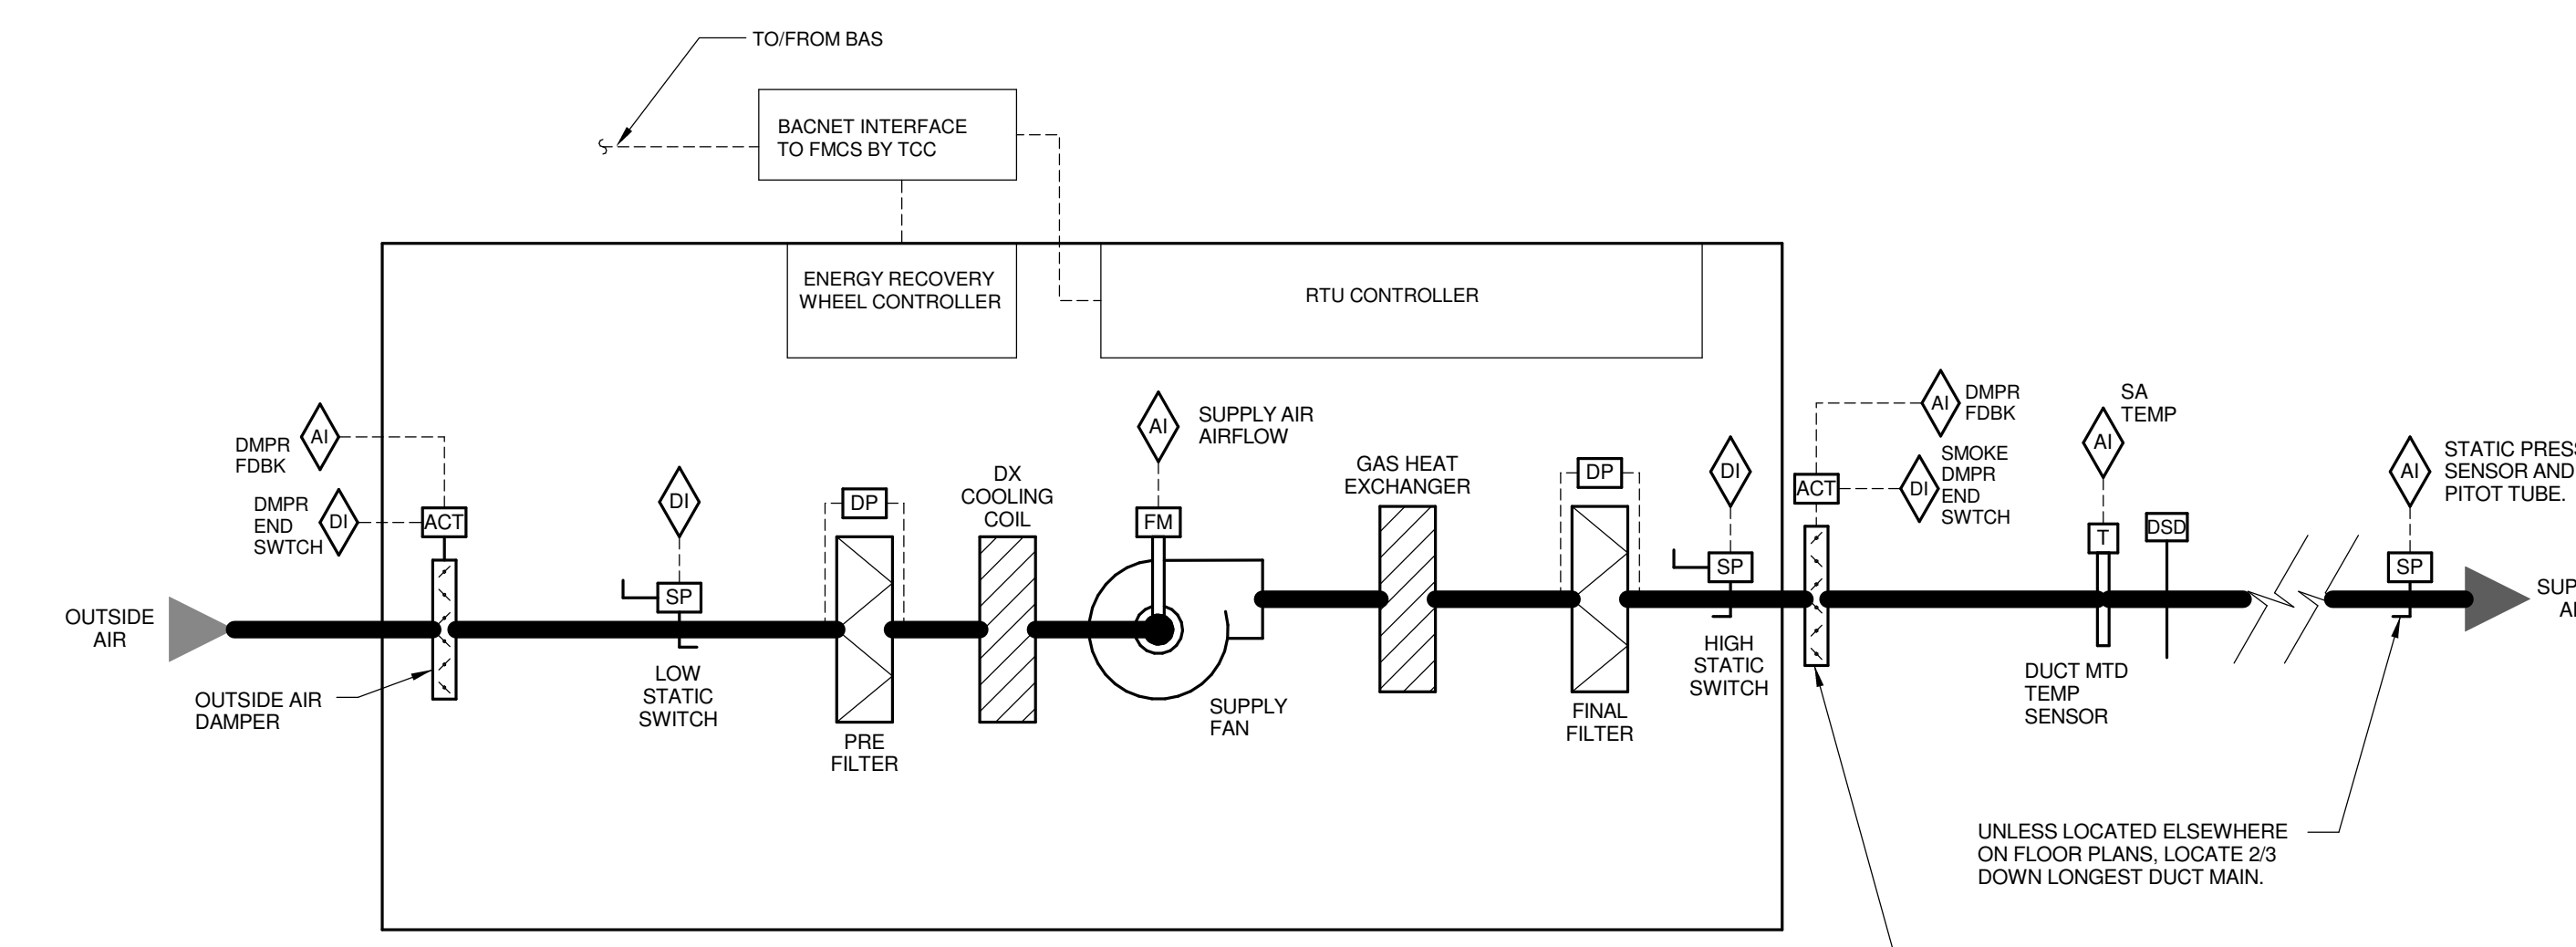 TO/FROM BAS
BACNET INTERFACE
TO FMCS BY TCC
ENERGY RECOVERY
WHEEL CONTROLLER
RTU CONTROLLER
AI
DMPR
FDBK
DI
DMPR
END
SWTCH
ACT
OUTSIDE
AIR
OUTSIDE AIR
DAMPER
DI
SP
LOW
STATIC
SWITCH
DP
PRE
FILTER
DX
COOLING
COIL
AI
SUPPLY AIR
AIRFLOW
FM
SUPPLY
FAN
GAS HEAT
EXCHANGER
DP
FINAL
FILTER
DI
SP
HIGH
STATIC
SWITCH
AI
DMPR
FDBK
ACT
DI
SMOKE
DMPR
END
SWTCH
SA
TEMP
AI
T
DUCT MTD
TEMP
SENSOR
DSD
AI
STATIC PRESS
SENSOR AND
PITOT TUBE.
SP
UNLESS LOCATED ELSEWHERE
ON FLOOR PLANS, LOCATE 2/3
DOWN LONGEST DUCT MAIN.